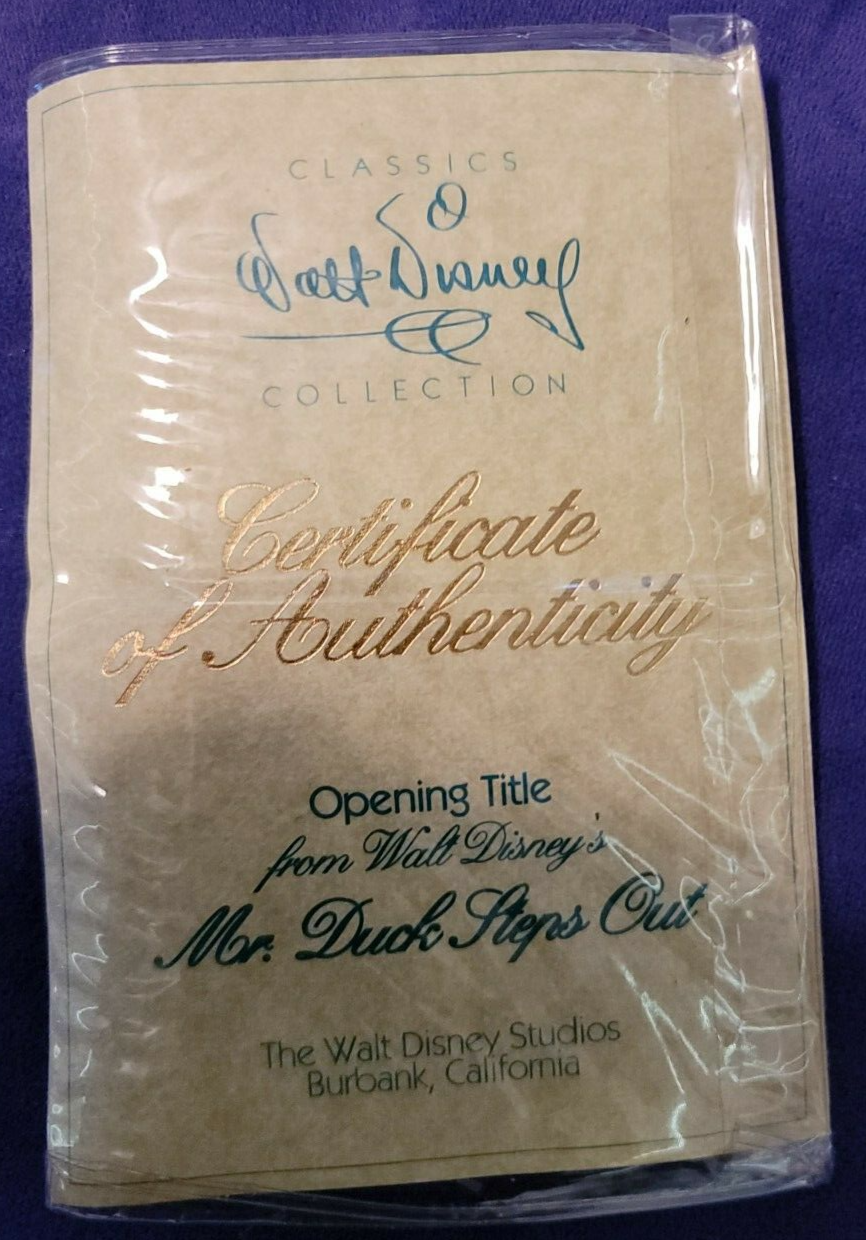 CLASSICS
Walt Disney
COLLECTION
Certificate
of Authenticity
Opening Title
from Walt Disney's
Mr. Duck Steps Out
The Walt Disney Studios
Burbank, California